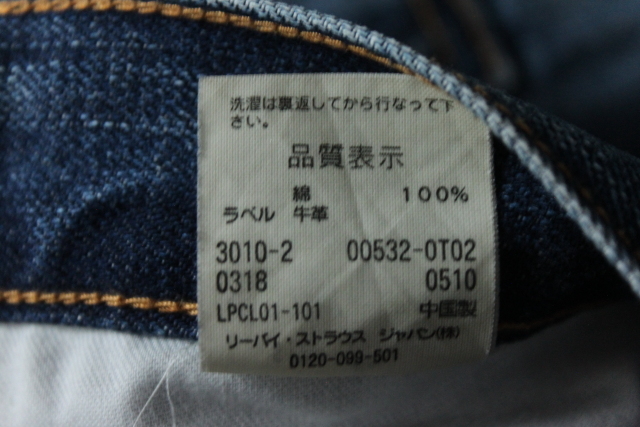 洗濯は裏返してから行なって下
さい。
品質表示
綿 100%
ラベル 牛革
3010-2 00532-0T02
0318 0510
LPCL01-101 中国製
リーバイ・ストラウス ジャパン(株)
0120-099-501